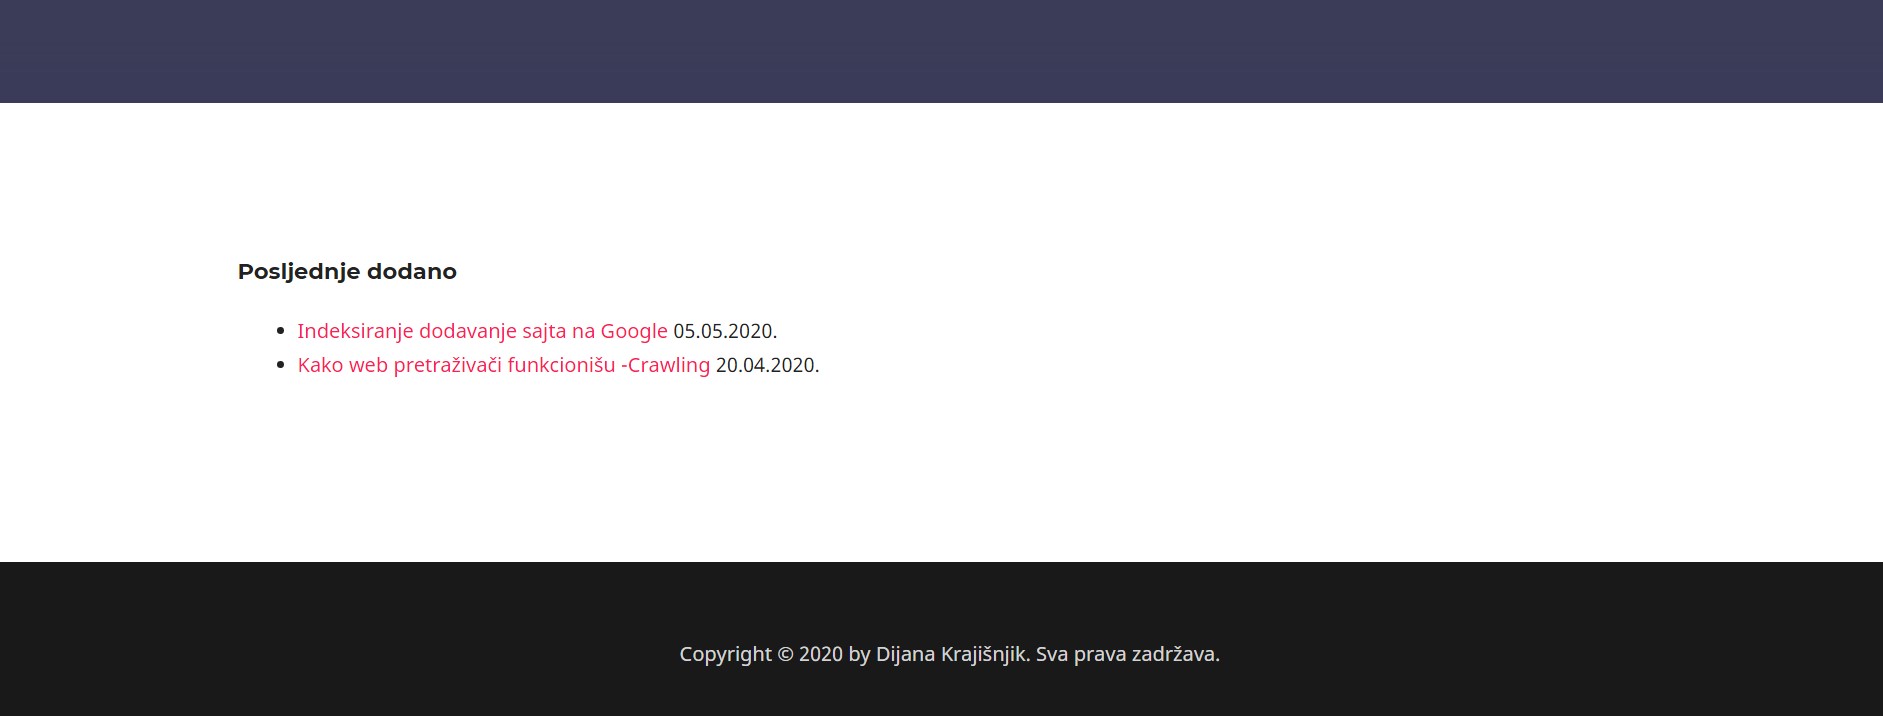 Posljednje dodano
Indeksiranje dodavanje sajta na Google 05.05.2020.
Kako web pretraživači funkcionišu -Crawling 20.04.2020.
Copyright © 2020 by Dijana Krajišnjik. Sva prava zadržava.